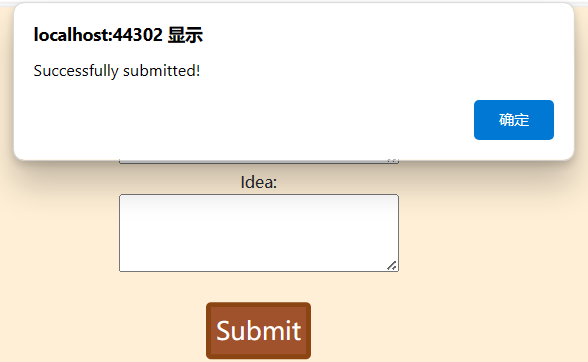 localhost:44302 显示
Successfully submitted!
确定
Idea:
Submit